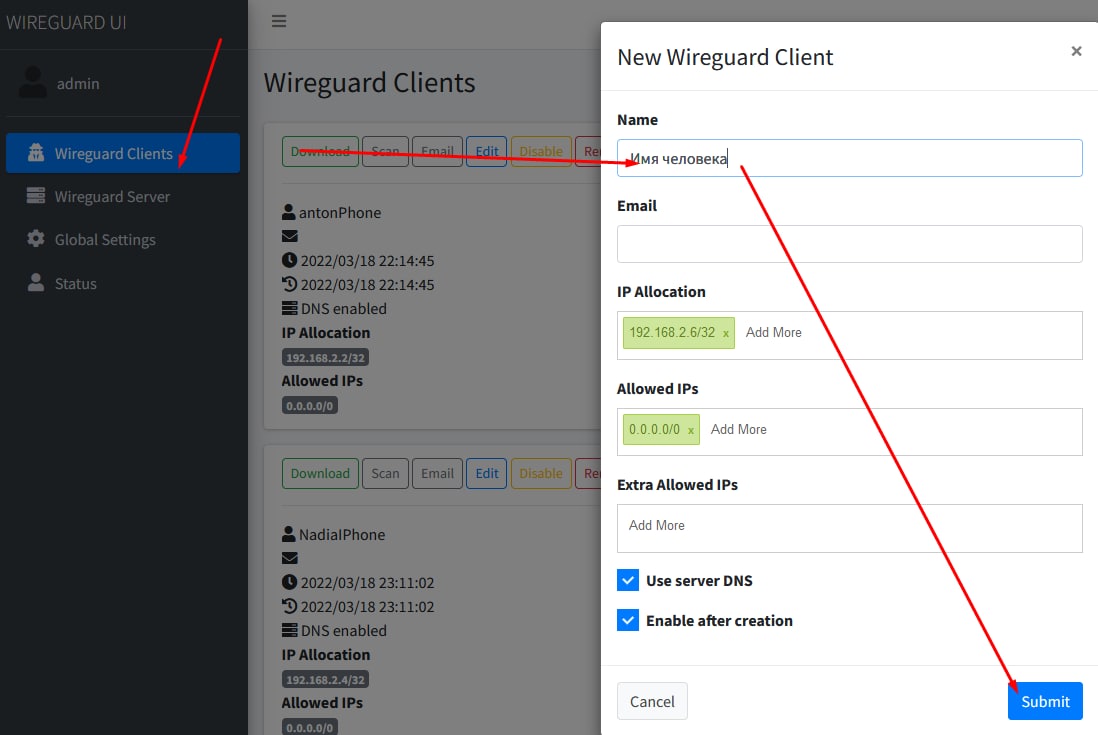 WIREGUARD UI
admin
Wireguard Clients
Wireguard Server
Global Settings
Status
Wireguard Clients
Download Scan Email Edit Disable
antonPhone
2022/03/18 22:14:45
2022/03/18 22:14:45
DNS enabled
IP Allocation
192.168.2.2/32
Allowed IPs
0.0.0.0/0
Download Scan Email Edit Disable
NadiaIPhone
2022/03/18 23:11:02
2022/03/18 23:11:02
DNS enabled
IP Allocation
192.168.2.4/32
Allowed IPs
0.0.0.0/0
New Wireguard Client
×
Name
Имя человека
Email
IP Allocation
192.168.2.6/32 x Add More
Allowed IPs
0.0.0.0/0 x Add More
Extra Allowed IPs
Add More
Use server DNS
Enable after creation
Cancel Submit